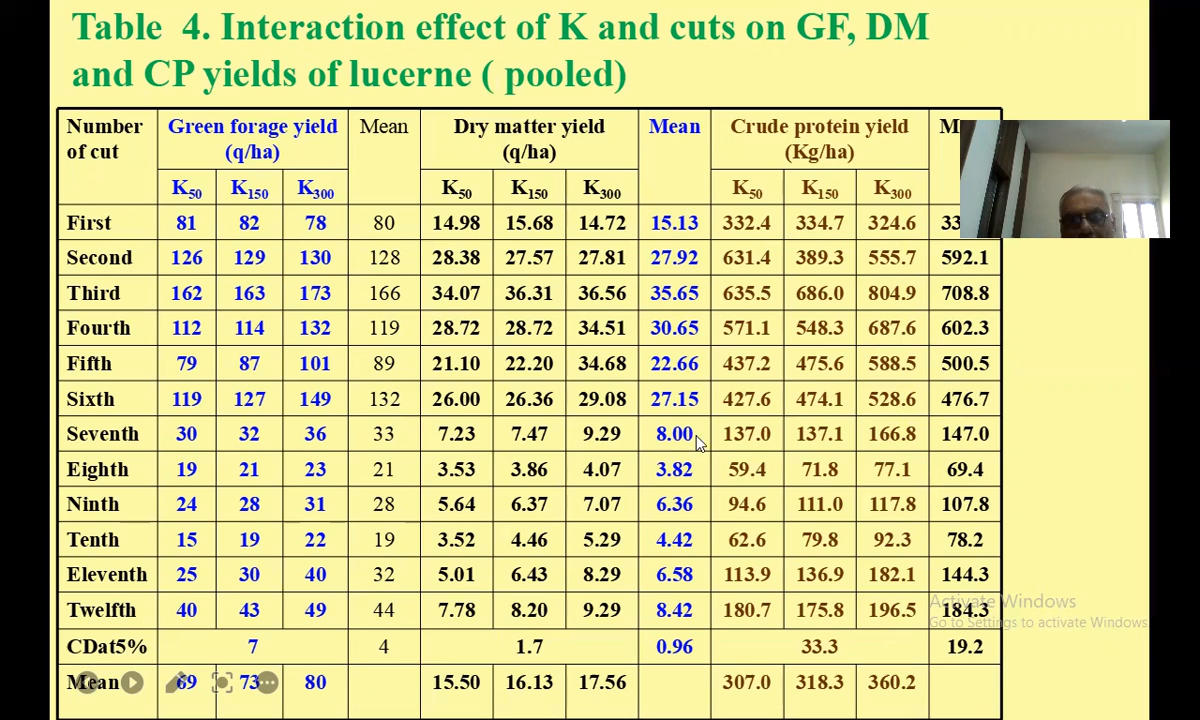 Table 4. Interaction effect of K and cuts on GF, DM
and CP yields of lucerne ( pooled)
Number of cut Green forage yield (q/ha) Mean Dry matter yield (q/ha) Mean Crude protein yield (Kg/ha)
K50 K150 K300 K50 K150 K300 K50 K150 K300
First 81 82 78 80 14.98 15.68 14.72 15.13 332.4 334.7 324.6
Second 126 129 130 128 28.38 27.57 27.81 27.92 631.4 389.3 555.7 592.1
Third 162 163 173 166 34.07 36.31 36.56 35.65 635.5 686.0 804.9 708.8
Fourth 112 114 132 119 28.72 28.72 34.51 30.65 571.1 548.3 687.6 602.3
Fifth 79 87 101 89 21.10 22.20 34.68 22.66 437.2 475.6 588.5 500.5
Sixth 119 127 149 132 26.00 26.36 29.08 27.15 427.6 474.1 528.6 476.7
Seventh 30 32 36 33 7.23 7.47 9.29 8.00 137.0 137.1 166.8 147.0
Eighth 19 21 23 21 3.53 3.86 4.07 3.82 59.4 71.8 77.1 69.4
Ninth 24 28 31 28 5.64 6.37 7.07 6.36 94.6 111.0 117.8 107.8
Tenth 15 19 22 19 3.52 4.46 5.29 4.42 62.6 79.8 92.3 78.2
Eleventh 25 30 40 32 5.01 6.43 8.29 6.58 113.9 136.9 182.1 144.3
Twelfth 40 43 49 44 7.78 8.20 9.29 8.42 180.7 175.8 196.5 184.3
CDat5% 7 4 1.7 0.96 33.3 19.2
Mean 69 73 80 15.50 16.13 17.56 307.0 318.3 360.2
Activate Windows
Go to Settings to activate Windows.